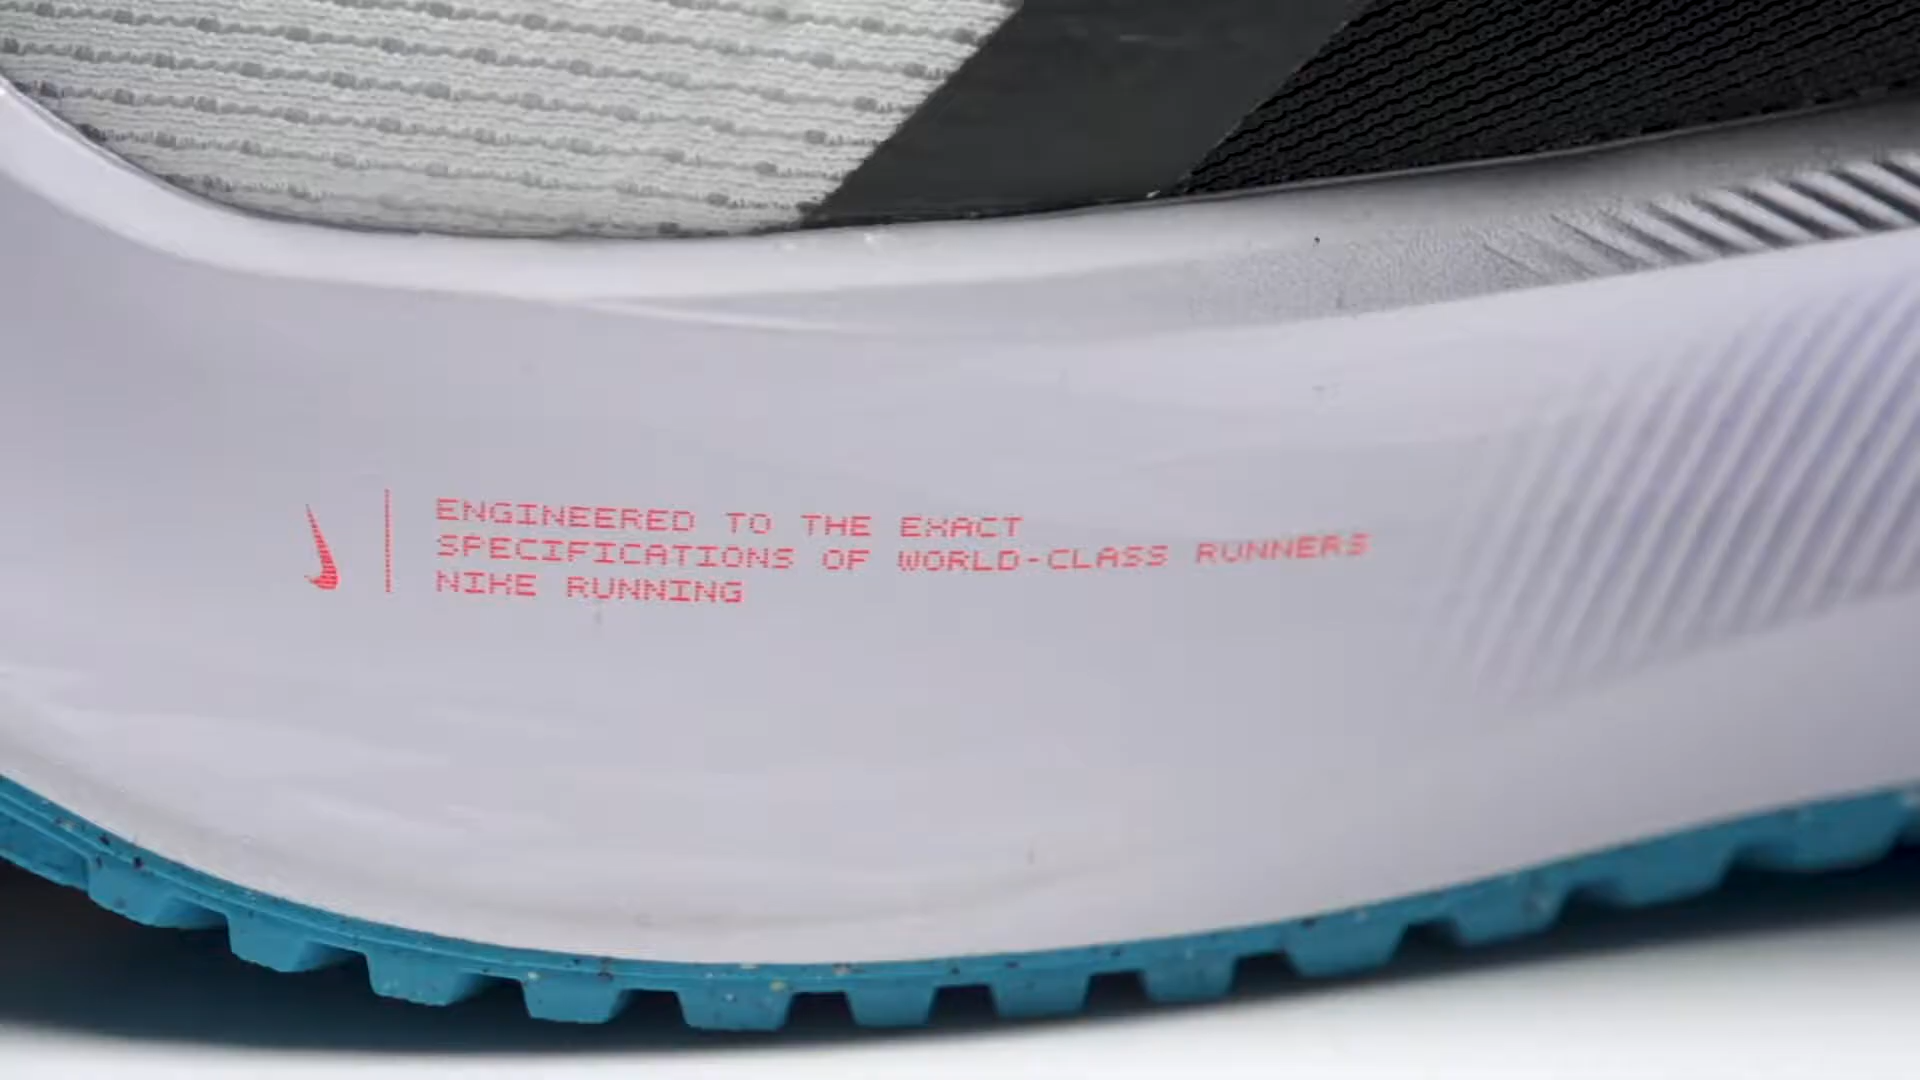 ENGINEERED TO THE EXACT
SPECIFICATIONS OF WORLD-CLASS RUNNERS
NIKE RUNNING